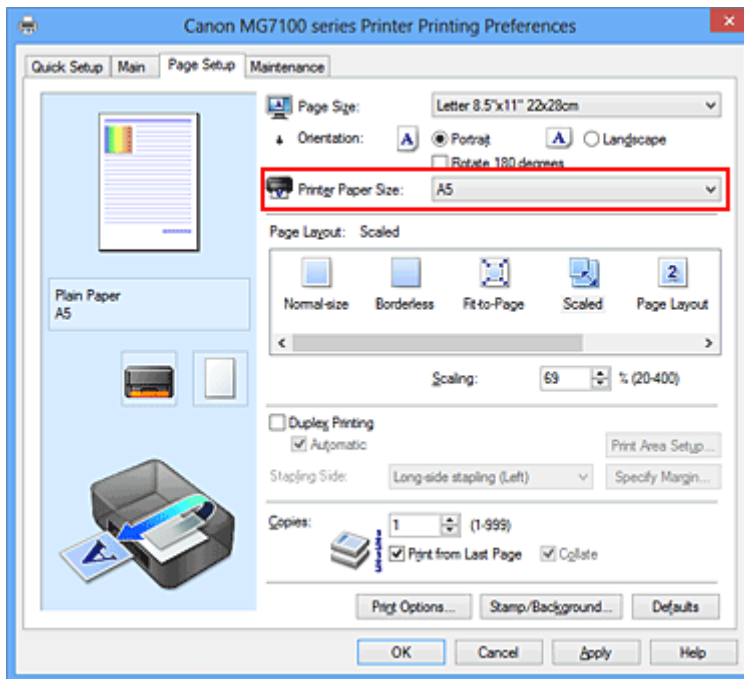 Canon MG7100 series Printer Printing Preferences
Quick Setup Main Page Setup Maintenance
Page Size: Letter 8.5"x11" 22x28cm
Orientation: A Portrait A Landscape
Rotate 180 degrees
Printer Paper Size: A5
Page Layout: Scaled
Normal-size Borderless Fit-to-Page Scaled Page Layout
Plain Paper
A5
Scaling: 69 % (20-400)
Duplex Printing
Automatic Print Area Setup...
Stapling Side: Long-side stapling (Left) Specify Margin...
Copies: 1 (1-999)
Print from Last Page Collate
Print Options... Stamp/Background... Defaults
OK Cancel Apply Help